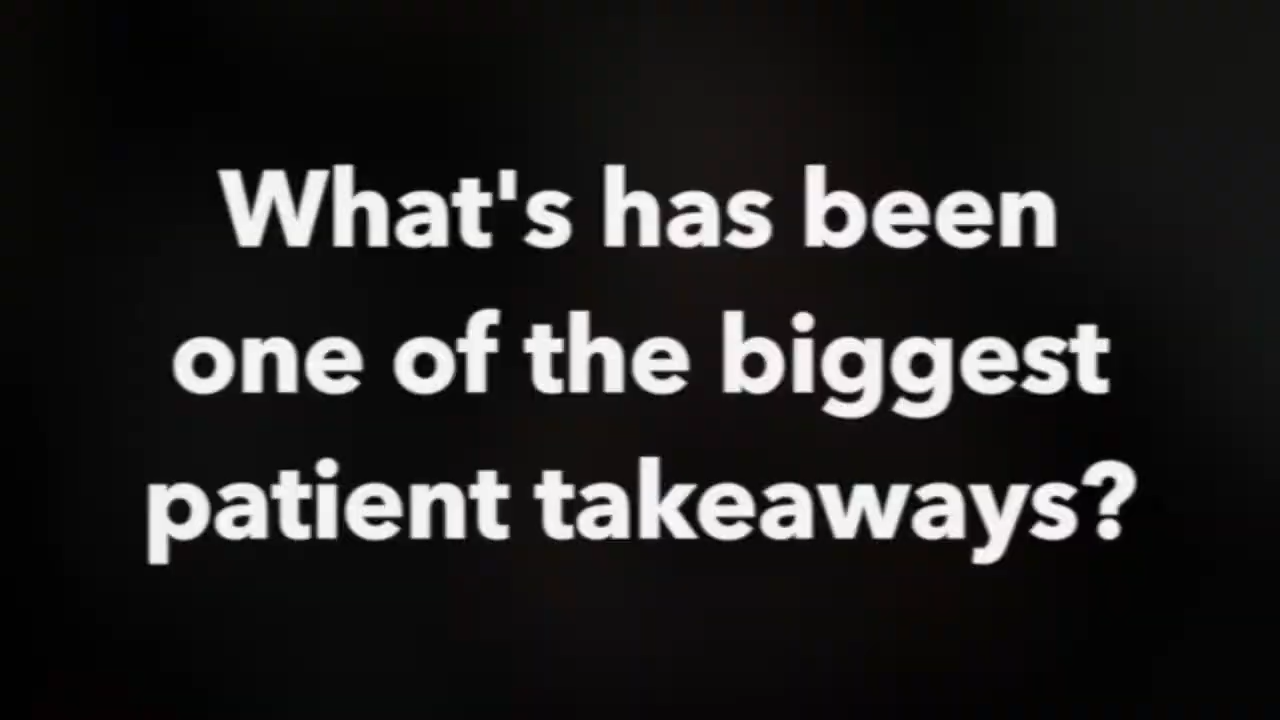 What's has been
one of the biggest
patient takeaways?